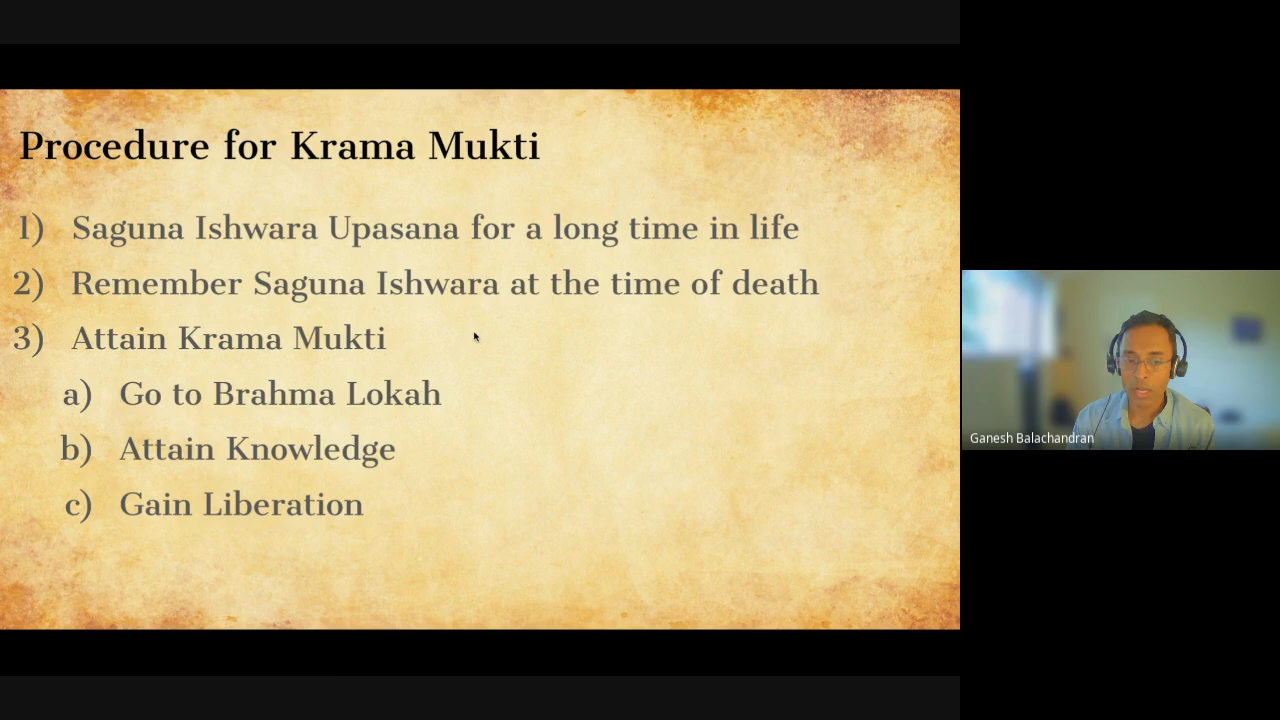 Procedure for Krama Mukti
1) Saguna Ishwara Upasana for a long time in life
2) Remember Saguna Ishwara at the time of death
3) Attain Krama Mukti
a) Go to Brahma Lokah
b) Attain Knowledge
c) Gain Liberation
Ganesh Balachandran